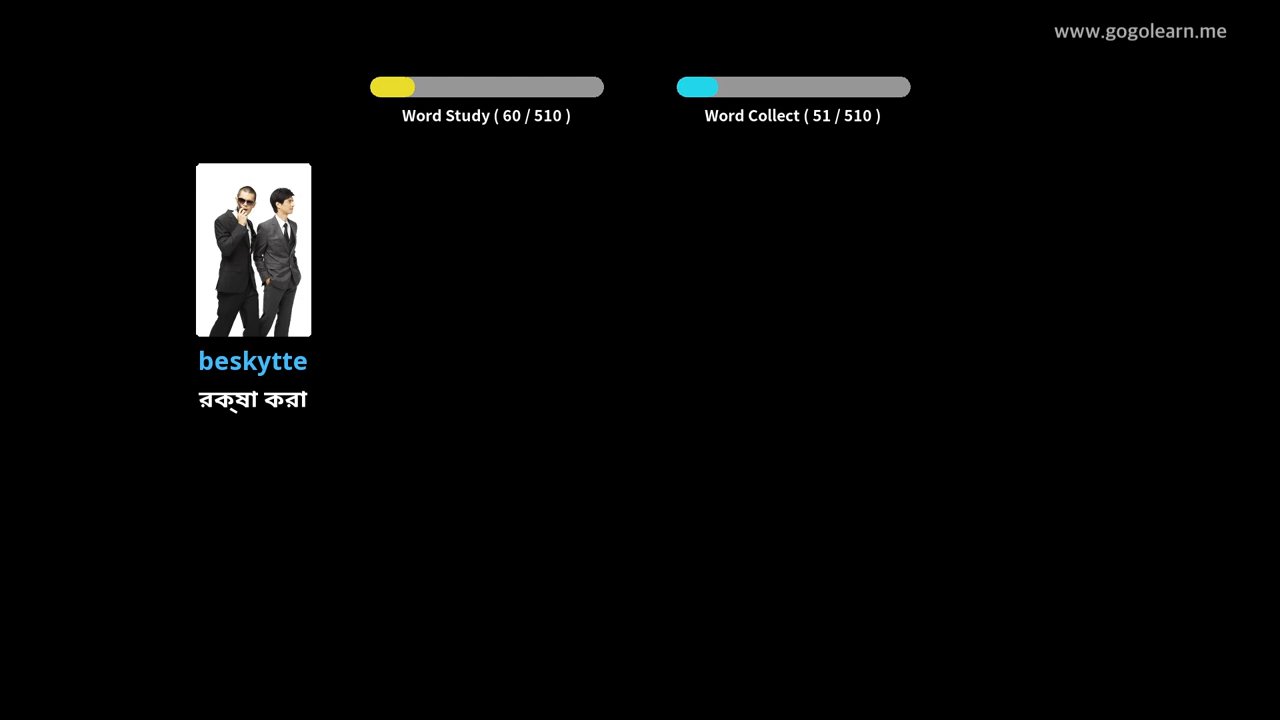 www.gogolearn.me
Word Study ( 60 / 510 )
Word Collect ( 51 / 510 )
beskytte
রক্ষা করা